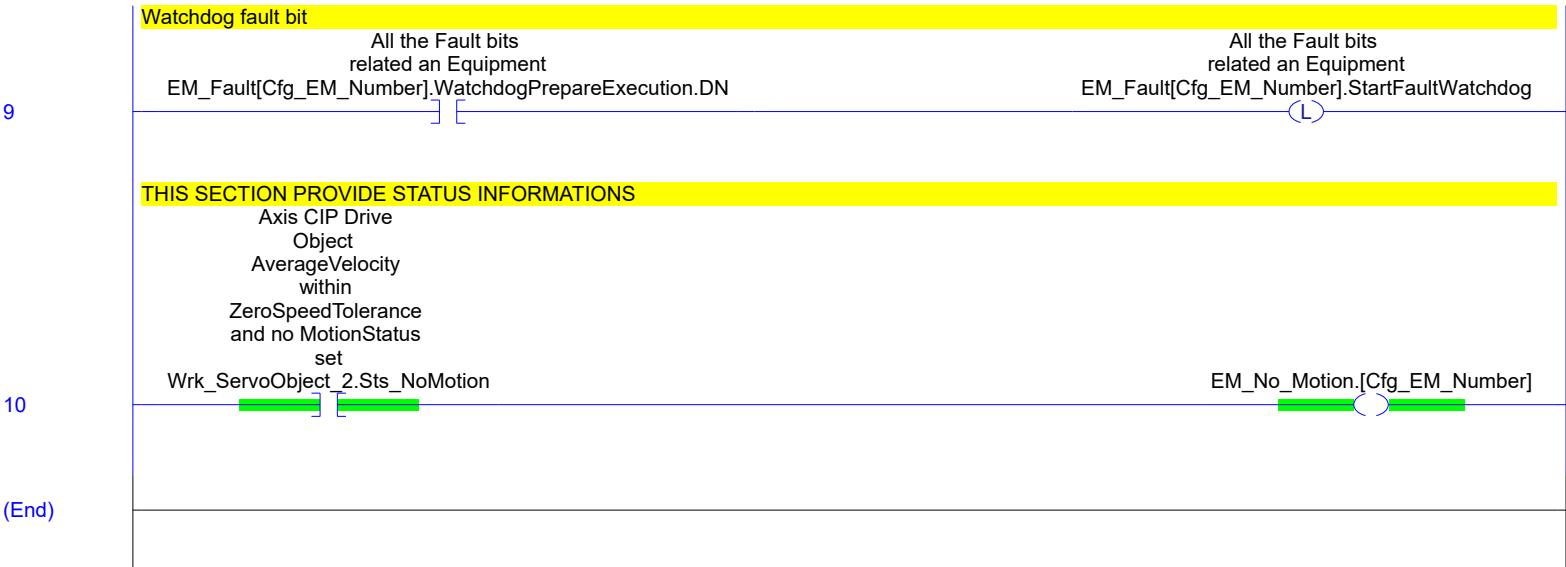 Watchdog fault bit
All the Fault bits
related an Equipment
EM_Fault[Cfg_EM_Number].WatchdogPrepareExecution.DN
All the Fault bits
related an Equipment
EM_Fault[Cfg_EM_Number].StartFaultWatchdog
9
L
THIS SECTION PROVIDE STATUS INFORMATIONS
Axis CIP Drive
Object
AverageVelocity
within
ZeroSpeedTolerance
and no MotionStatus
set
Wrk_ServoObject_2.Sts_NoMotion
EM_No_Motion.[Cfg_EM_Number]
10
(End)